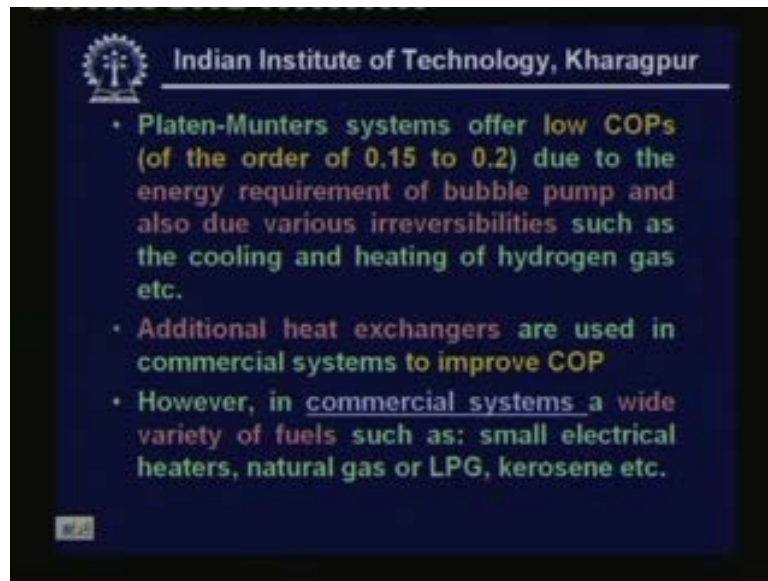 Indian Institute of Technology, Kharagpur
• Platen-Munters systems offer low COPs
(of the order of 0.15 to 0.2) due to the
energy requirement of bubble pump and
also due various irreversibilities such as
the cooling and heating of hydrogen gas
etc.
• Additional heat exchangers are used in
commercial systems to improve COP
• However, in commercial systems a wide
variety of fuels such as: small electrical
heaters, natural gas or LPG, kerosene etc.